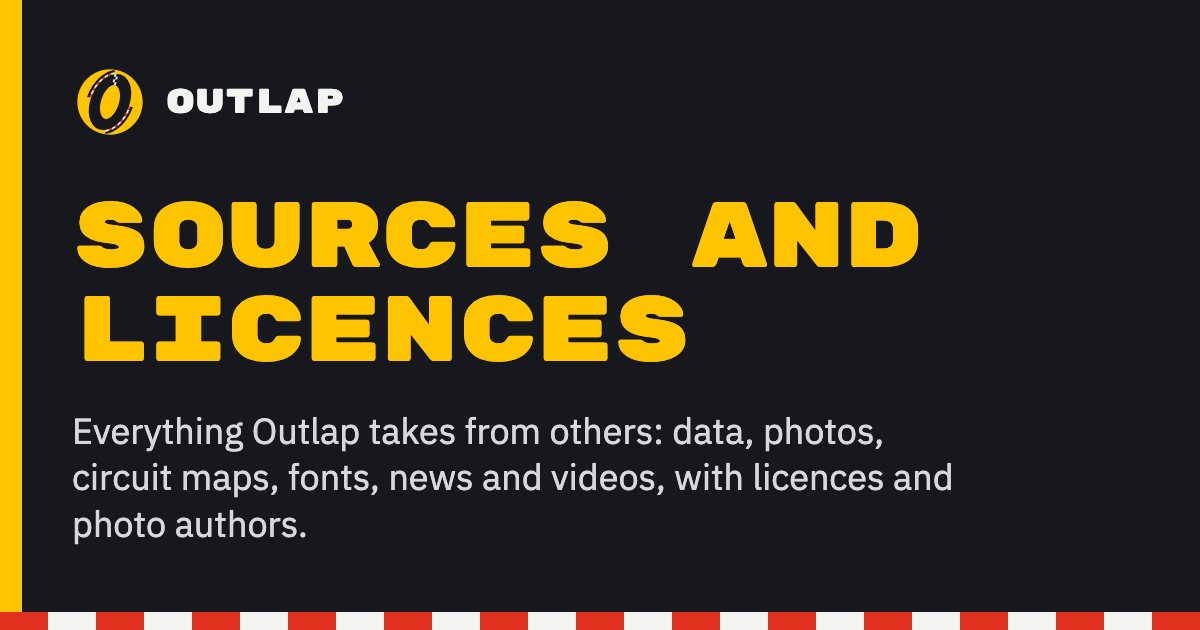 OUTLAP
SOURCES AND
LICENCES
Everything Outlap takes from others: data, photos,
circuit maps, fonts, news and videos, with licences and
photo authors.